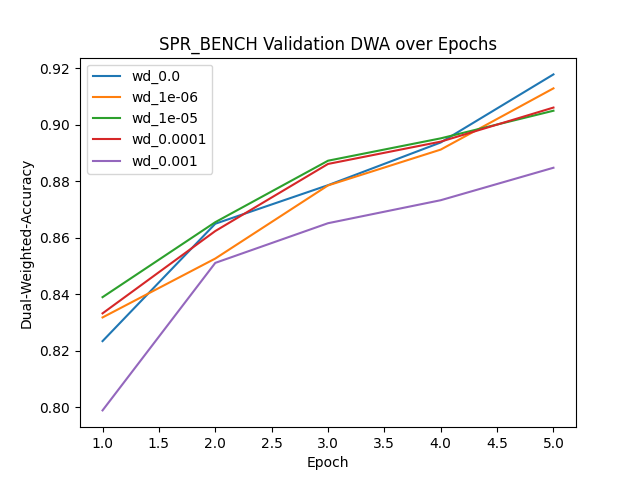 SPR_BENCH Validation DWA over Epochs
wd_0.0
wd_1e-06
wd_1e-05
wd_0.0001
wd_0.001
Dual-Weighted-Accuracy
0.92
0.90
0.88
0.86
0.84
0.82
0.80
1.0 1.5 2.0 2.5 3.0 3.5 4.0 4.5 5.0
Epoch